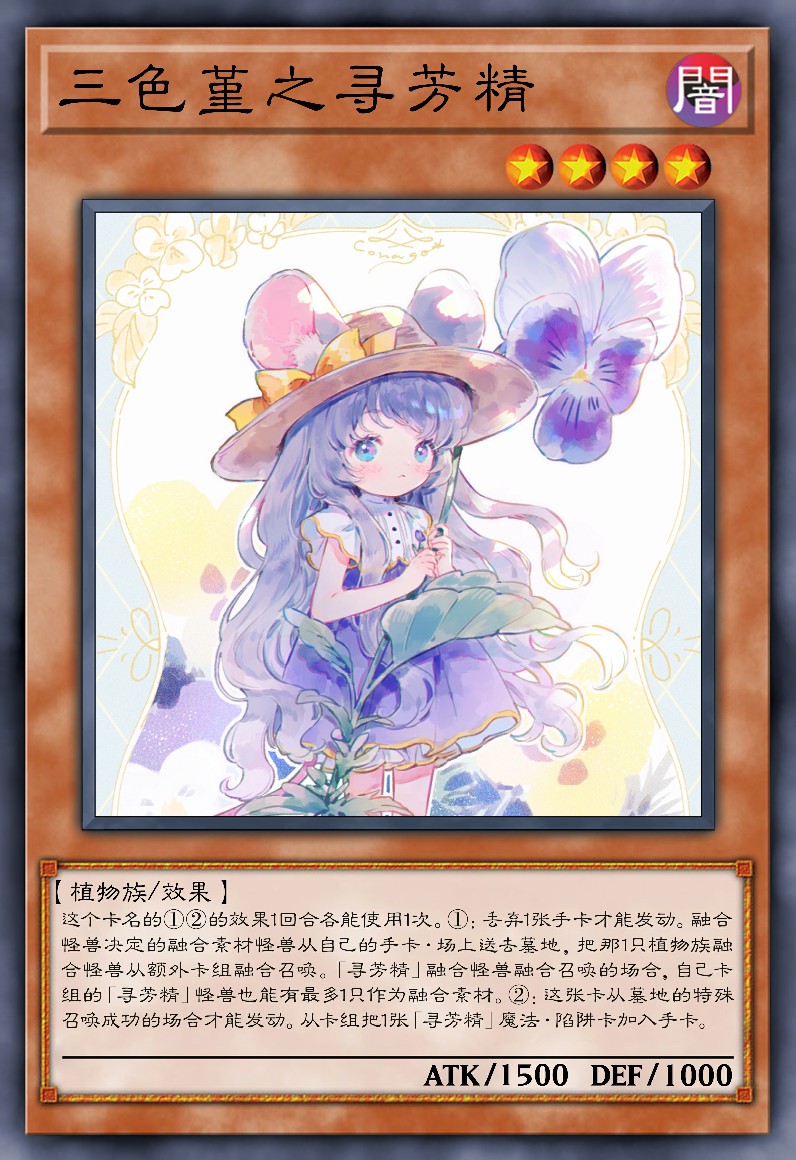 三色堇之寻芳精
闇
Conago*
【植物族/效果】
这个卡名的①②的效果1回合各能使用1次。①：丢弃1张手卡才能发动。融合
怪兽决定的融合素材怪兽从自己的手卡·场上送去墓地，把那1只植物族融
合怪兽从额外卡组融合召唤。「寻芳精」融合怪兽融合召唤的场合，自己卡
组的「寻芳精」怪兽也能有最多1只作为融合素材。②：这张卡从墓地的特殊
召唤成功的场合才能发动。从卡组把1张「寻芳精」魔法·陷阱卡加入手卡。
ATK/1500 DEF/1000